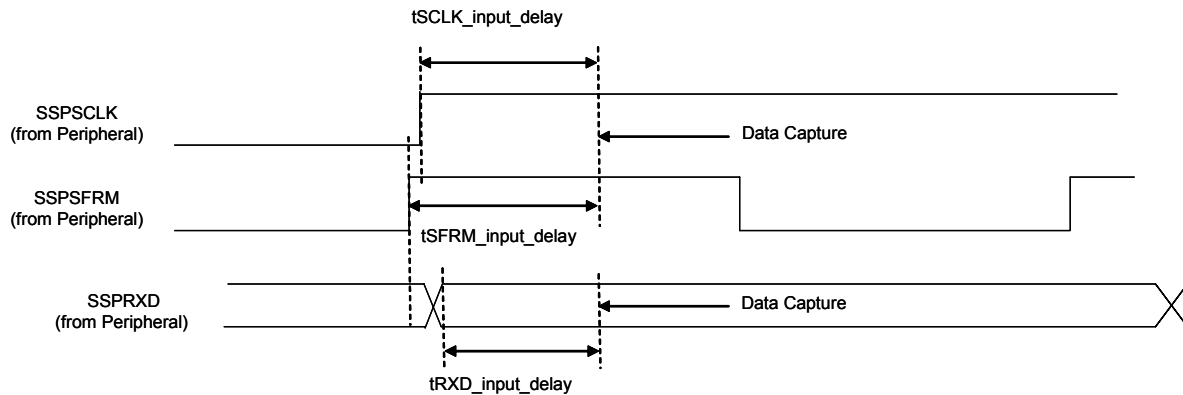 tSCLK_input_delay
SSPSCLK
(from Peripheral)
Data Capture
SSPSFRM
(from Peripheral)
tSFRM_input_delay
SSPRXD
(from Peripheral)
Data Capture
tRXD_input_delay